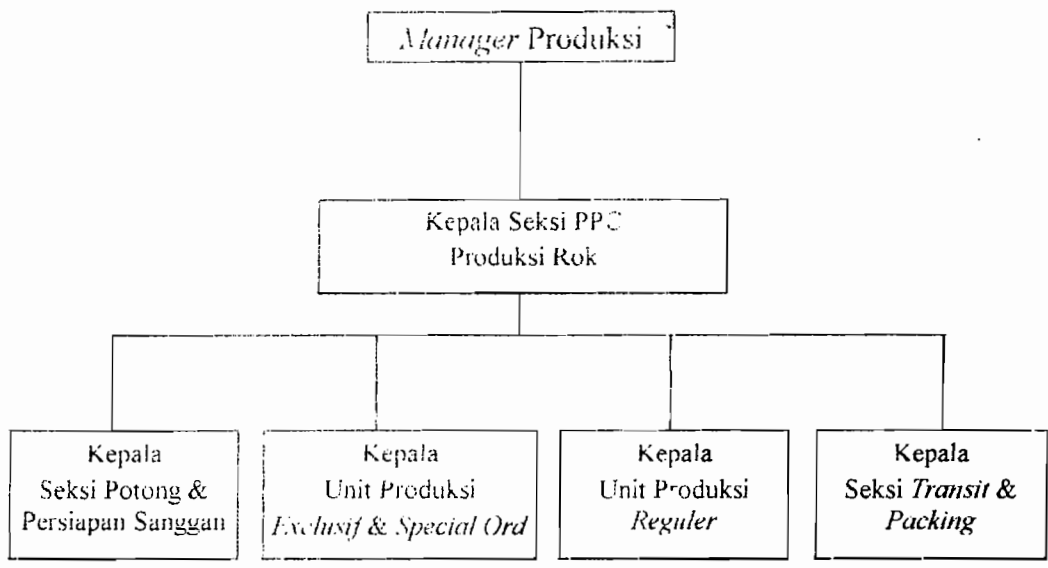 Manager Produksi
Kepala Seksi PPC
Produksi Rok
Kepala
Seksi Potong &
Persiapan Sanggan
Kepala
Unit Produksi
Exclusif & Special Ord
Kepala
Unit Produksi
Reguler
Kepala
Seksi Transit &
Packing